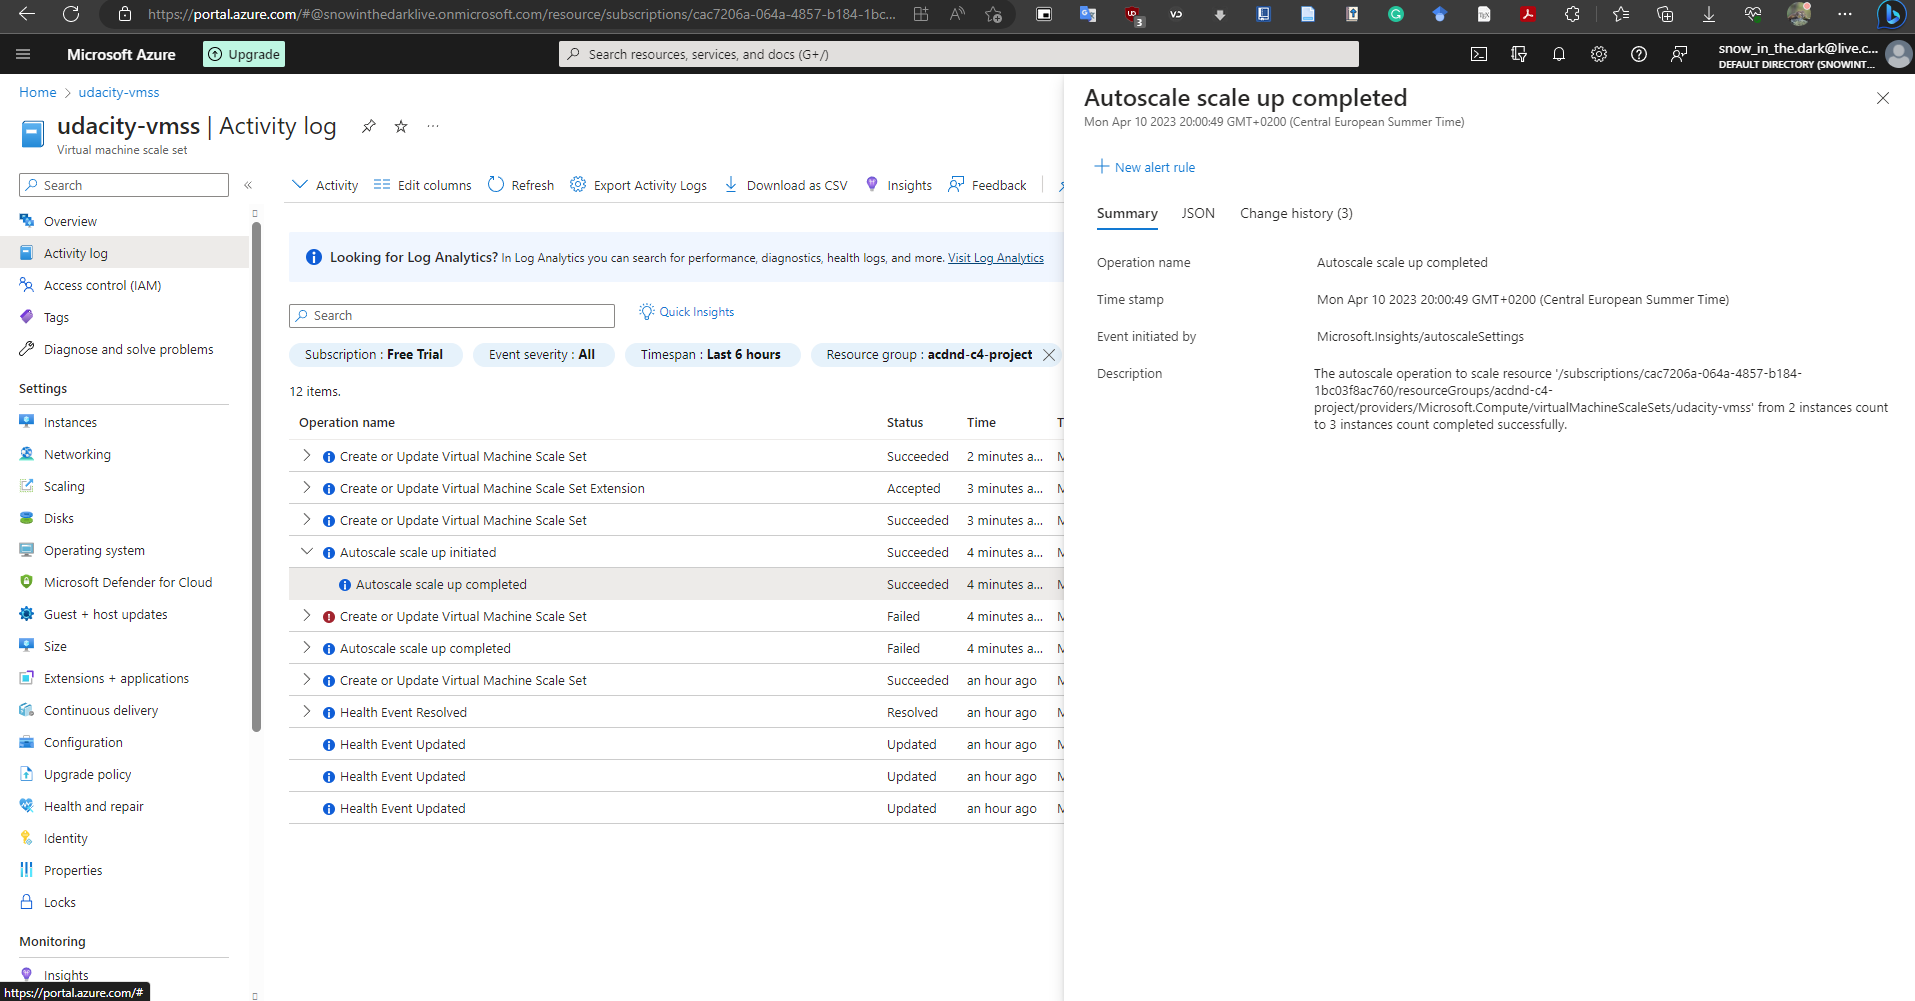 https://portal.azure.com/#@snowinthedarklive.onmicrosoft.com/resource/subscriptions/cac7206a-064a-4857-b184-1bc...
Microsoft Azure
Upgrade
Search resources, services, and docs (G+/)
snow_in_the.dark@live.c...
DEFAULT DIRECTORY (SNOWINT...
Home > udacity-vmss
udacity-vmss | Activity log
Virtual machine scale set
Search
Overview
Activity log
Access control (IAM)
Tags
Diagnose and solve problems
Settings
Instances
Networking
Scaling
Disks
Operating system
Microsoft Defender for Cloud
Guest + host updates
Size
Extensions + applications
Continuous delivery
Configuration
Upgrade policy
Health and repair
Identity
Properties
Locks
Monitoring
Insights
https://portal.azure.com/#
Activity Edit columns Refresh Export Activity Logs Download as CSV Insights Feedback
Looking for Log Analytics? In Log Analytics you can search for performance, diagnostics, health logs, and more. Visit Log Analytics
Search
Quick Insights
Subscription : Free Trial Event severity : All Timespan : Last 6 hours Resource group : acdnd-c4-project
12 items.
Operation name Status Time T
Create or Update Virtual Machine Scale Set Succeeded 2 minutes a... M
Create or Update Virtual Machine Scale Set Extension Accepted 3 minutes a... M
Create or Update Virtual Machine Scale Set Succeeded 3 minutes a... M
Autoscale scale up initiated Succeeded 4 minutes a... M
Autoscale scale up completed Succeeded 4 minutes a... M
Create or Update Virtual Machine Scale Set Failed 4 minutes a... M
Autoscale scale up completed Failed 4 minutes a... M
Create or Update Virtual Machine Scale Set Succeeded an hour ago M
Health Event Resolved Resolved an hour ago M
Health Event Updated Updated an hour ago M
Health Event Updated Updated an hour ago M
Health Event Updated Updated an hour ago M
Autoscale scale up completed
Mon Apr 10 2023 20:00:49 GMT+0200 (Central European Summer Time)
New alert rule
Summary JSON Change history (3)
Operation name Autoscale scale up completed
Time stamp Mon Apr 10 2023 20:00:49 GMT+0200 (Central European Summer Time)
Event initiated by Microsoft.Insights/autoscaleSettings
Description The autoscale operation to scale resource '/subscriptions/cac7206a-064a-4857-b184-
1bc03f8ac760/resourceGroups/acdnd-c4-
project/providers/Microsoft.Compute/virtualMachineScaleSets/udacity-vmss' from 2 instances count
to 3 instances count completed successfully.